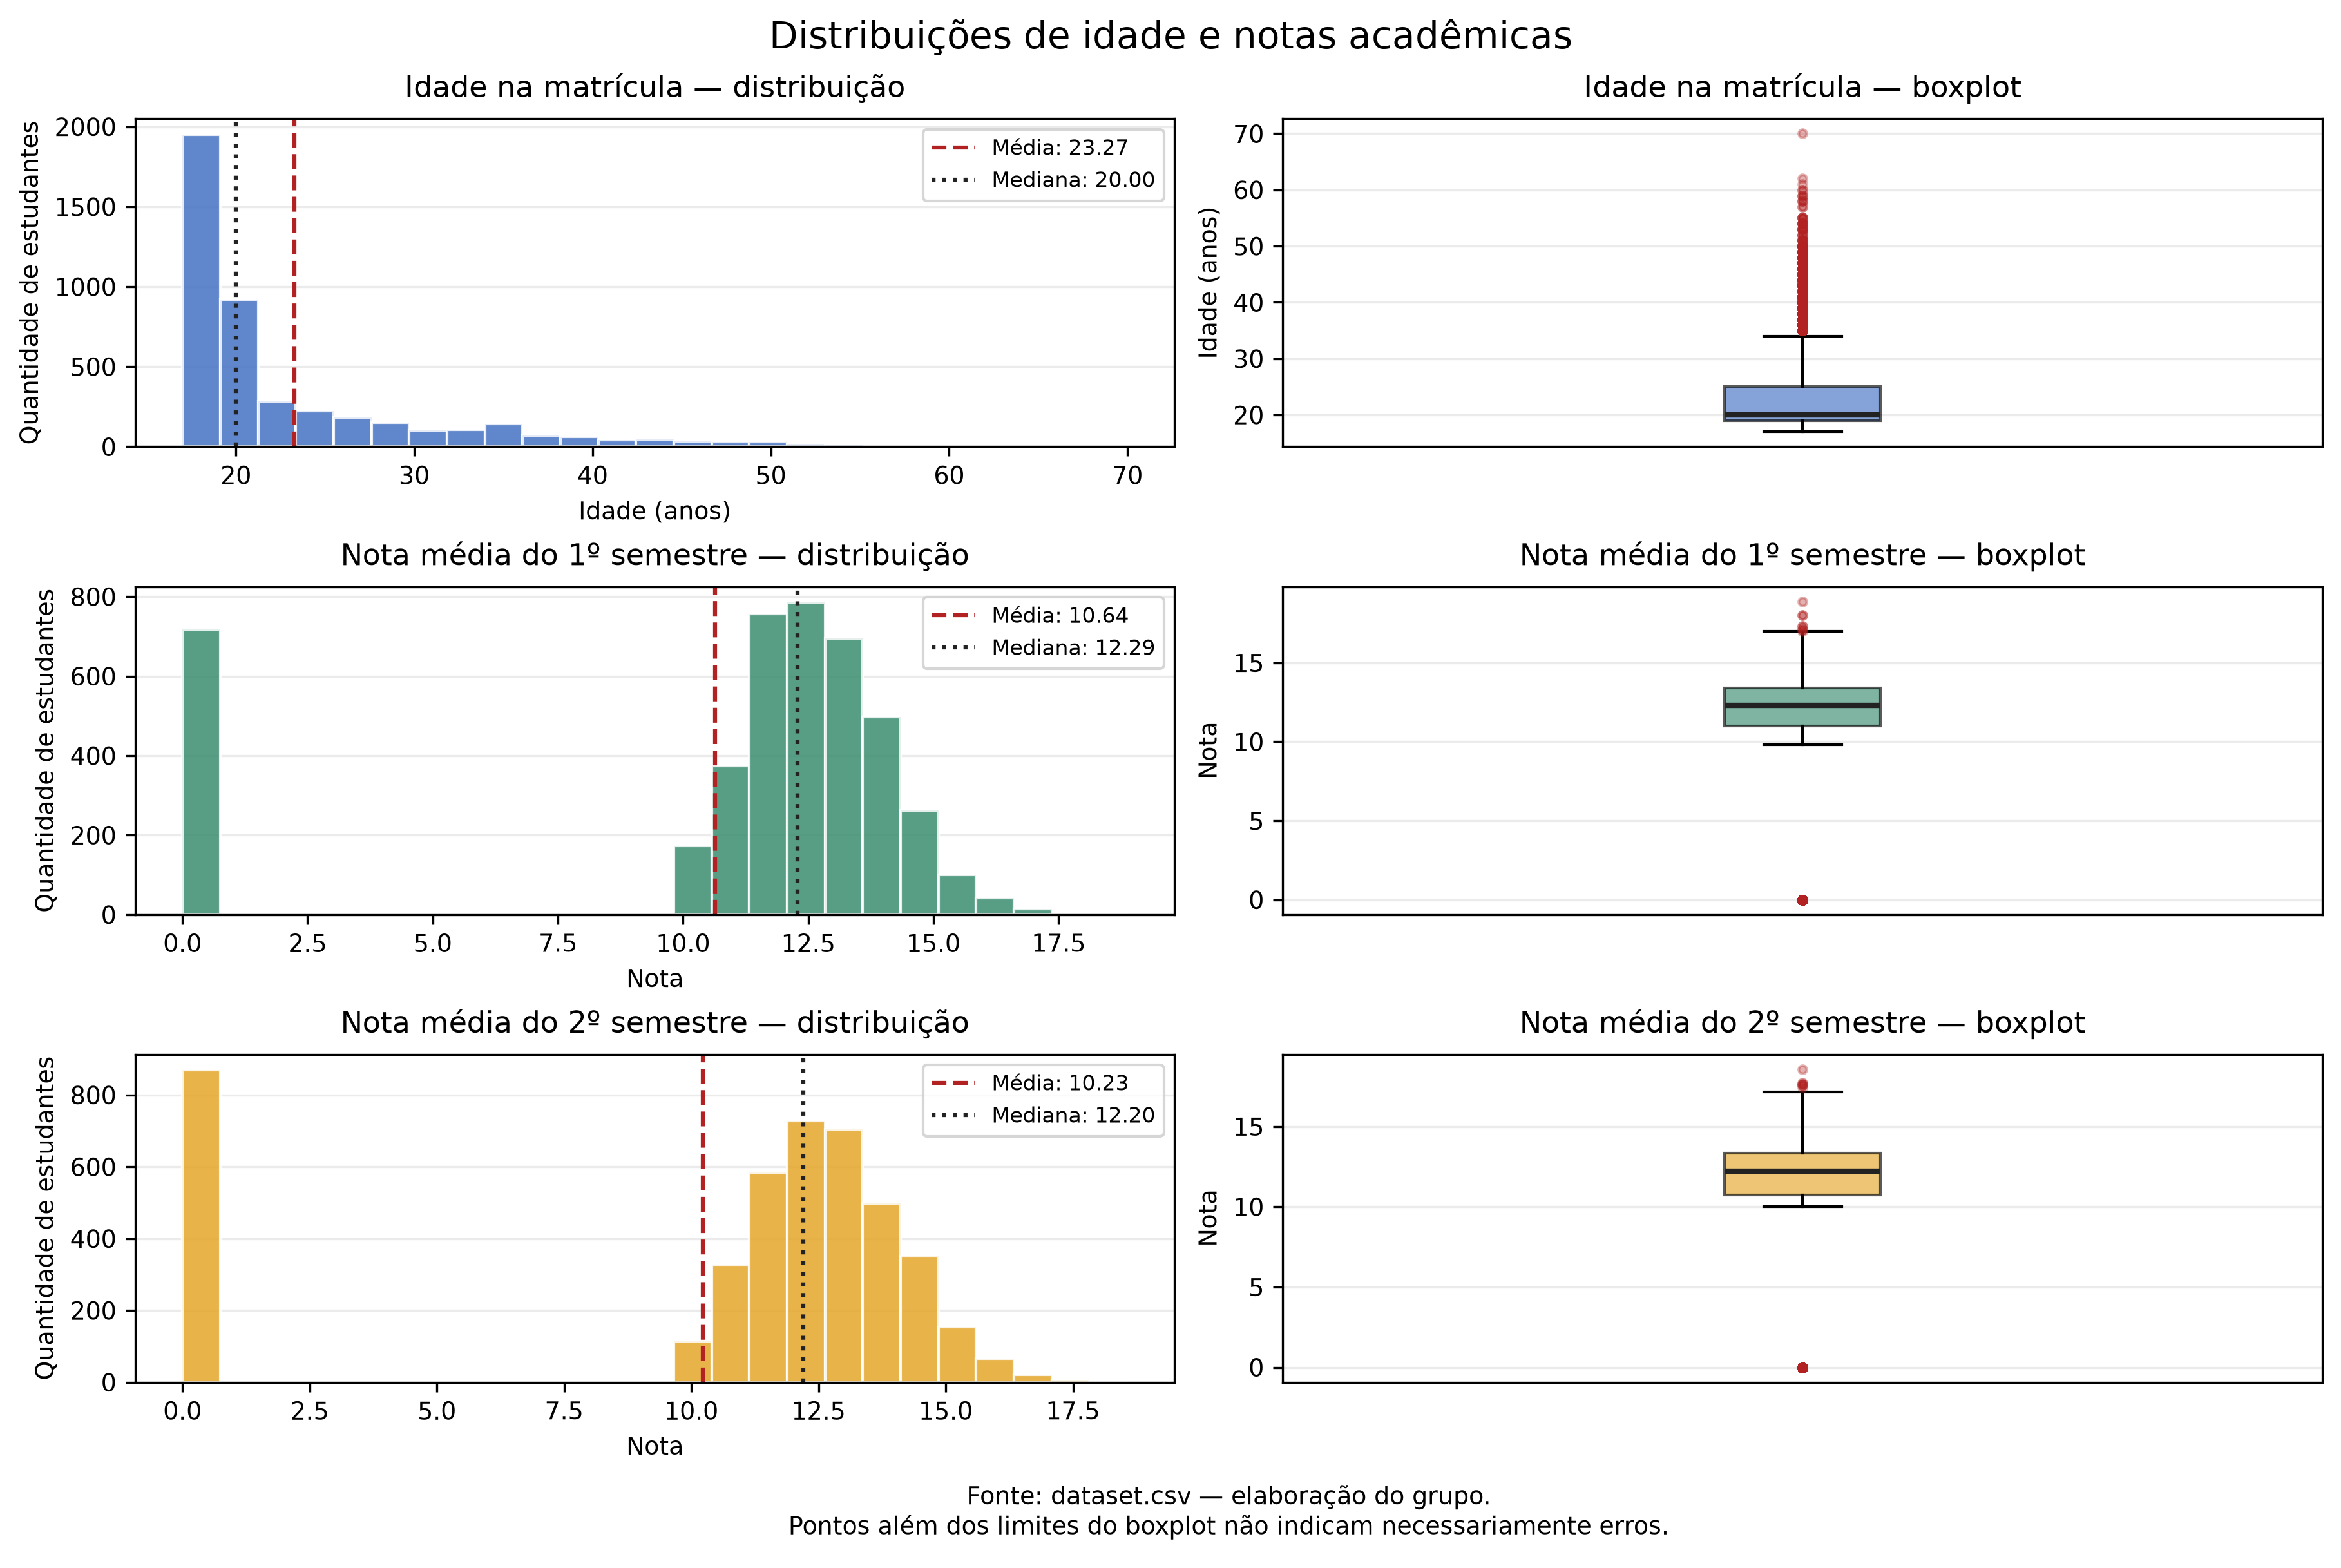 Distribuições de idade e notas acadêmicas
Idade na matrícula — distribuição
Quantidade de estudantes
2000
1500
1000
500
0
Média: 23.27
Mediana: 20.00
20 30 40 50 60 70
Idade (anos)
Idade na matrícula — boxplot
Idade (anos)
70
60
50
40
30
20
Nota média do 1º semestre — distribuição
Quantidade de estudantes
800
600
400
200
0
Média: 10.64
Mediana: 12.29
0.0 2.5 5.0 7.5 10.0 12.5 15.0 17.5
Nota
Nota média do 1º semestre — boxplot
Nota
15
10
5
0
Nota média do 2º semestre — distribuição
Quantidade de estudantes
800
600
400
200
0
Média: 10.23
Mediana: 12.20
0.0 2.5 5.0 7.5 10.0 12.5 15.0 17.5
Nota
Nota média do 2º semestre — boxplot
Nota
15
10
5
0
Fonte: dataset.csv — elaboração do grupo.
Pontos além dos limites do boxplot não indicam necessariamente erros.